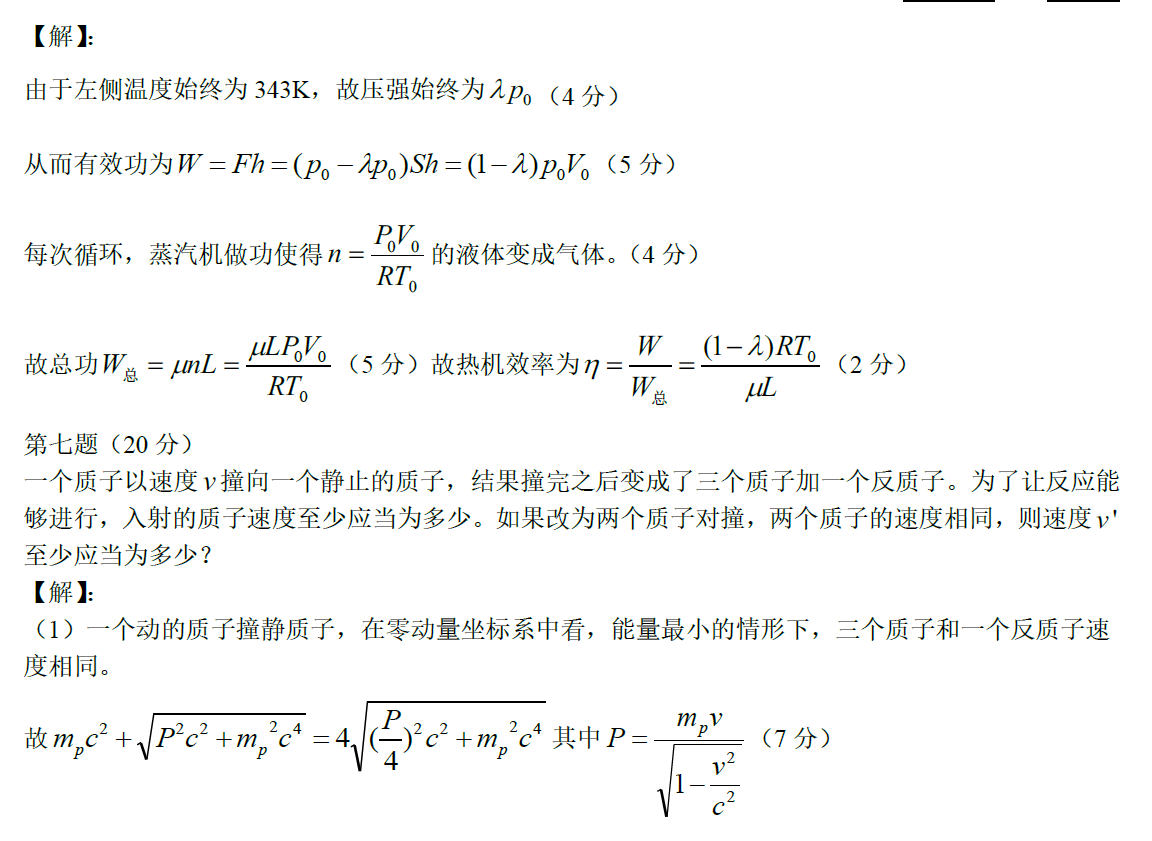 【解】：
由于左侧温度始终为 343K，故压强始终为 λp₀（4 分）
从而有效功为 W = Fh = (p₀ − λp₀)Sh = (1 − λ)p₀V₀（5 分）
每次循环，蒸汽机做功使得 n = P₀V₀/RT₀ 的液体变成气体。（4 分）
故总功 W总 = μnL = μLP₀V₀/RT₀（5 分）故热机效率为 η = W/W总 = (1 − λ)RT₀/μL（2 分）
第七题（20 分）
一个质子以速度 v 撞向一个静止的质子，结果撞完之后变成了三个质子加一个反质子。为了让反应能
够进行，入射的质子速度至少应当为多少。如果改为两个质子对撞，两个质子的速度相同，则速度 v'
至少应当为多少？
【解】：
（1）一个动的质子撞静质子，在零动量坐标系中看，能量最小的情形下，三个质子和一个反质子速
度相同。
故 mₚc² + √(P²c² + mₚ²c⁴) = 4√((P/4)²c² + mₚ²c⁴) 其中 P = mₚv/√(1 − v²/c²)（7 分）